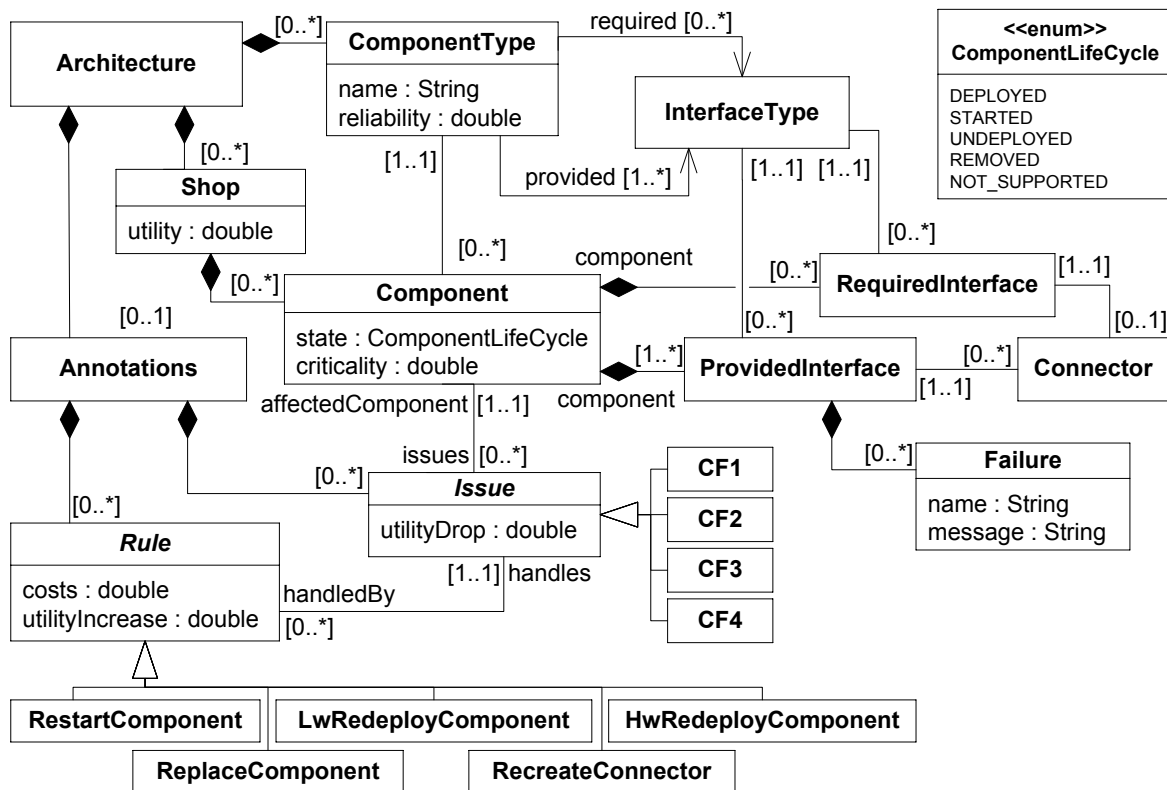 [0..*]
ComponentType
required [0..*]
<<enum>>
ComponentLifeCycle
Architecture
name : String
reliability : double
InterfaceType
DEPLOYED
STARTED
UNDEPLOYED
REMOVED
NOT_SUPPORTED
[0..*]
[1..1]
provided [1..*]
[1..1]
[1..1]
Shop
utility : double
[0..*]
component
[0..*]
[0..*]
Component
[0..*]
RequiredInterface
[1..1]
[0..1]
state : ComponentLifeCycle
criticality : double
[0..*]
[0..1]
Annotations
[1..*]
ProvidedInterface
[0..*]
Connector
affectedComponent
[1..1]
component
[1..1]
issues
[0..*]
[0..*]
[0..*]
Failure
name : String
message : String
CF1
CF2
CF3
CF4
Issue
utilityDrop : double
[0..*]
Rule
costs : double
utilityIncrease : double
[1..1]
handles
handledBy
[0..*]
RestartComponent
LwRedeployComponent
HwRedeployComponent
ReplaceComponent
RecreateConnector